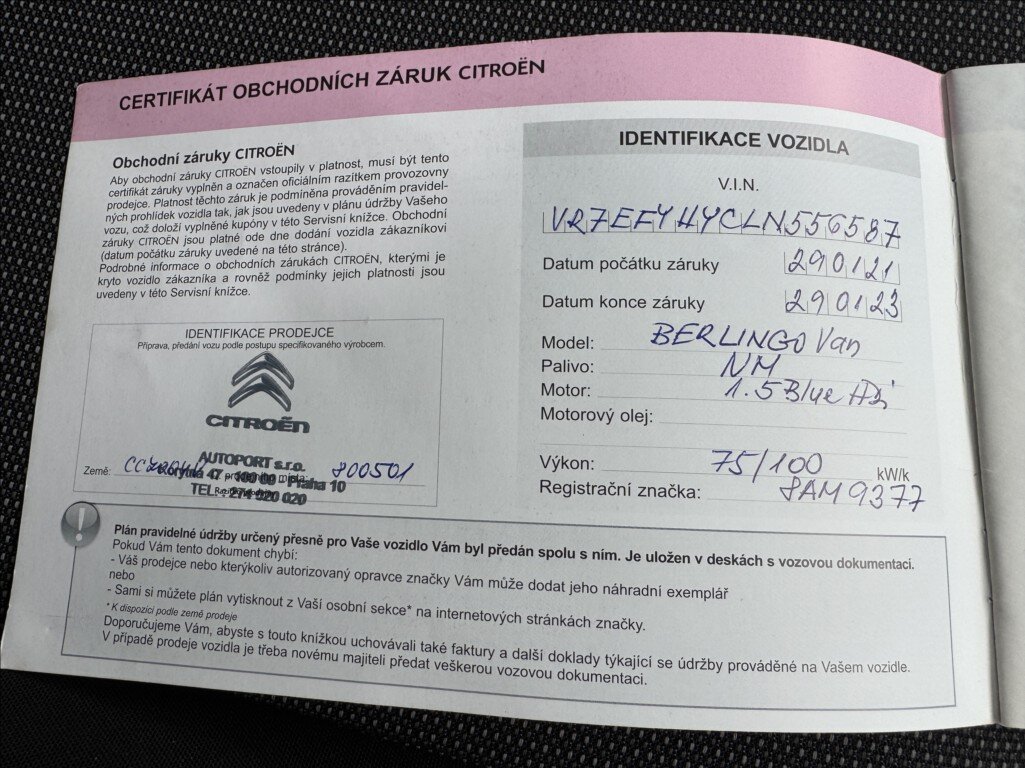 CERTIFIKÁT OBCHODNÍCH ZÁRUK CITROËN
Obchodní záruky CITROËN
Aby obchodní záruky CITROËN vstoupily v platnost, musí být tento
certifikát záruky vyplněn a označen oficiálním razítkem provozovny
prodejce. Platnost těchto záruk je podmíněna prováděním pravidel-
ných prohlídek vozidla tak, jak jsou uvedeny v plánu údržby Vašeho
vozu, což doloží vyplněné kupóny v této Servisní knížce. Obchodní
záruky CITROËN jsou platné ode dne dodání vozidla zákazníkovi
(datum počátku záruky uvedené na této stránce).
Podrobné informace o obchodních zárukách CITROËN, kterými je
kryto vozidlo zákazníka a rovněž podmínky jejich platnosti jsou
uvedeny v této Servisní knížce.
IDENTIFIKACE PRODEJCE
Příprava, předání vozu podle postupu specifikovaného výrobcem.
CITROËN
AUTOPORT s.r.o.
Země: 800501
47 - 100 00 Praha 10
TEL.: 274 920 020
IDENTIFIKACE VOZIDLA
V.I.N.
VR7EFYHYCLN556587
Datum počátku záruky 290121
Datum konce záruky 290123
Model: BERLINGO Van
Palivo: NM
Motor: 1.5 Blue HDi
Motorový olej:
Výkon: 75/100 kW/k
Registrační značka: 8AM 9377
Plán pravidelné údržby určený přesně pro Vaše vozidlo Vám byl předán spolu s ním. Je uložen v deskách s vozovou dokumentací.
Pokud Vám tento dokument chybí:
- Váš prodejce nebo kterýkoliv autorizovaný opravce značky Vám může dodat jeho náhradní exemplář
nebo
- Sami si můžete plán vytisknout z Vaší osobní sekce* na internetových stránkách značky.
* K dispozici podle země prodeje
Doporučujeme Vám, abyste s touto knížkou uchovávali také faktury a další doklady týkající se údržby prováděné na Vašem vozidle.
V případě prodeje vozidla je třeba novému majiteli předat veškerou vozovou dokumentaci.